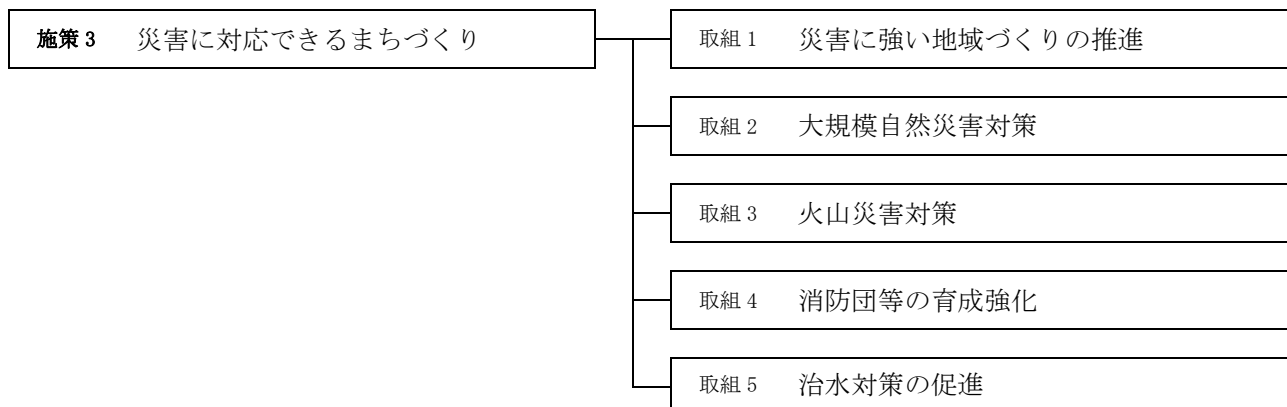 施策3 災害に対応できるまちづくり
取組1 災害に強い地域づくりの推進
取組2 大規模自然災害対策
取組3 火山災害対策
取組4 消防団等の育成強化
取組5 治水対策の促進